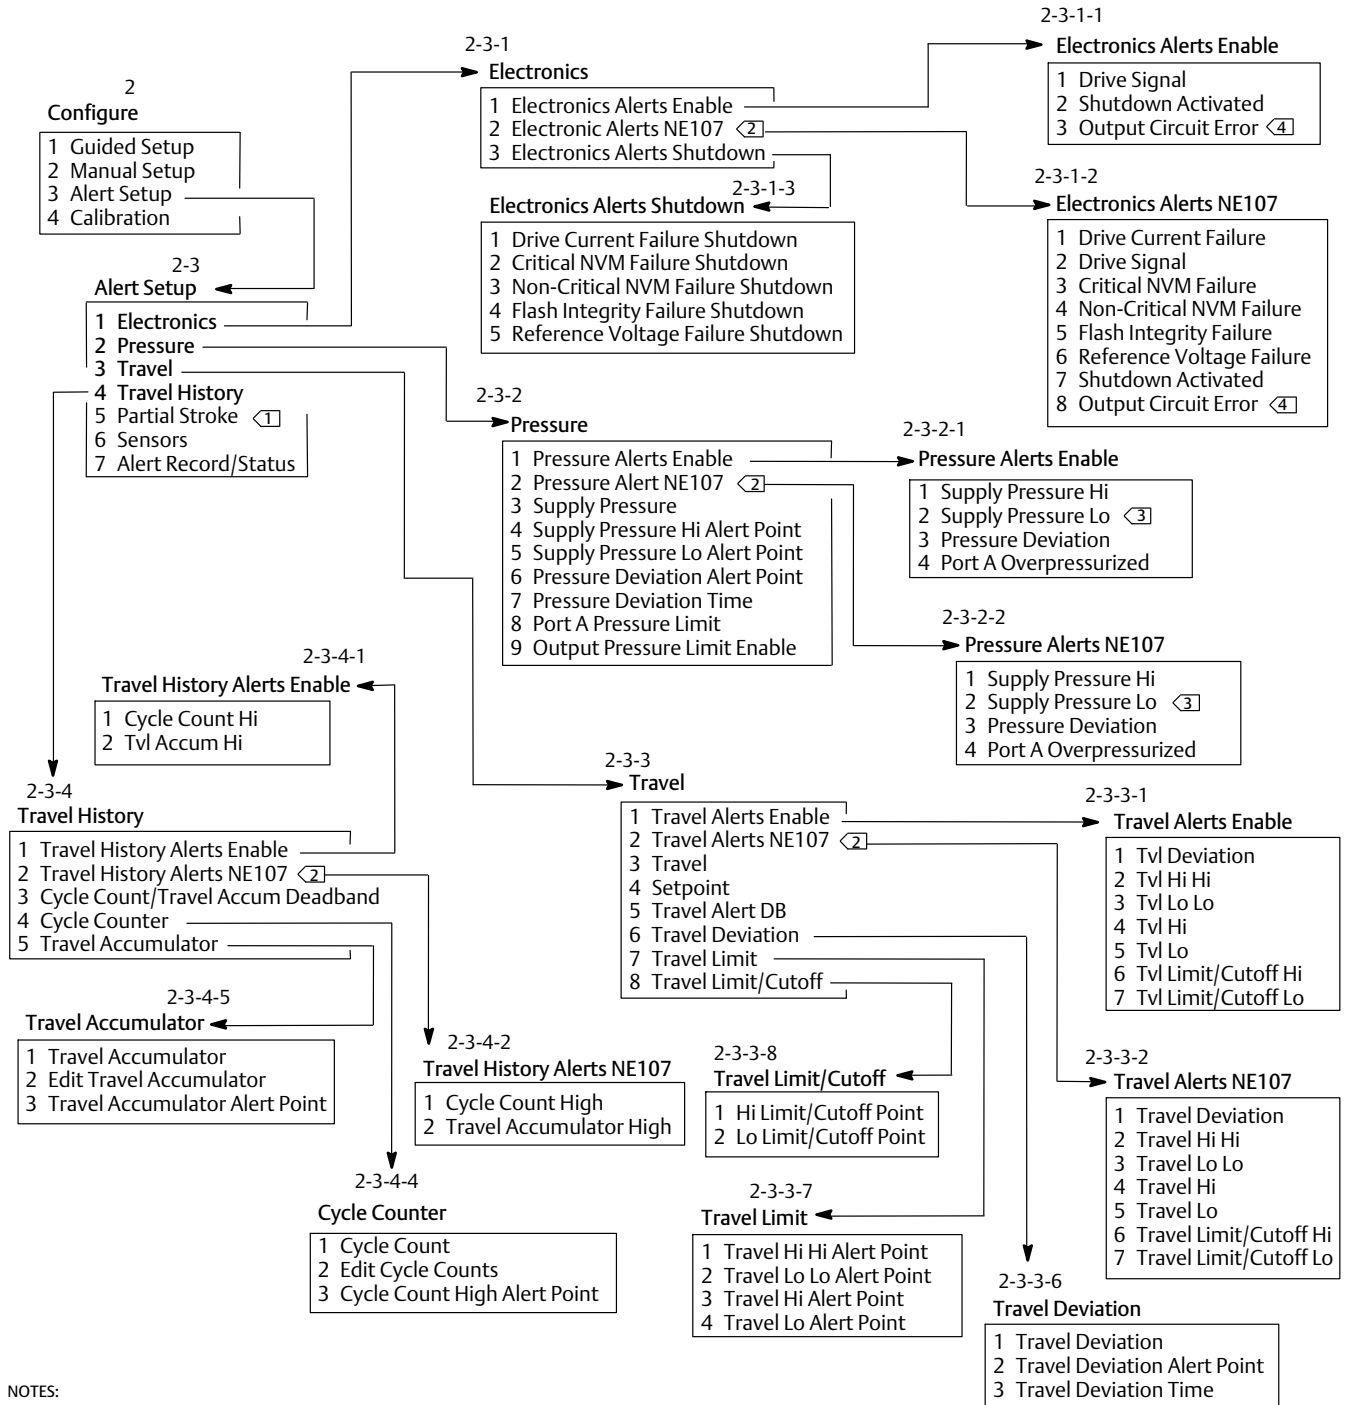 2
Configure
1 Guided Setup
2 Manual Setup
3 Alert Setup
4 Calibration
2-3
Alert Setup
1 Electronics
2 Pressure
3 Travel
4 Travel History
5 Partial Stroke 1
6 Sensors
7 Alert Record/Status
2-3-1
Electronics
1 Electronics Alerts Enable
2 Electronic Alerts NE107 2
3 Electronics Alerts Shutdown
2-3-1-1
Electronics Alerts Enable
1 Drive Signal
2 Shutdown Activated
3 Output Circuit Error 4
2-3-1-2
Electronics Alerts NE107
1 Drive Current Failure
2 Drive Signal
3 Critical NVM Failure
4 Non-Critical NVM Failure
5 Flash Integrity Failure
6 Reference Voltage Failure
7 Shutdown Activated
8 Output Circuit Error 4
2-3-1-3
Electronics Alerts Shutdown
1 Drive Current Failure Shutdown
2 Critical NVM Failure Shutdown
3 Non-Critical NVM Failure Shutdown
4 Flash Integrity Failure Shutdown
5 Reference Voltage Failure Shutdown
2-3-2
Pressure
1 Pressure Alerts Enable
2 Pressure Alert NE107 2
3 Supply Pressure
4 Supply Pressure Hi Alert Point
5 Supply Pressure Lo Alert Point
6 Pressure Deviation Alert Point
7 Pressure Deviation Time
8 Port A Pressure Limit
9 Output Pressure Limit Enable
2-3-2-1
Pressure Alerts Enable
1 Supply Pressure Hi
2 Supply Pressure Lo 3
3 Pressure Deviation
4 Port A Overpressurized
2-3-2-2
Pressure Alerts NE107
1 Supply Pressure Hi
2 Supply Pressure Lo 3
3 Pressure Deviation
4 Port A Overpressurized
2-3-4-1
Travel History Alerts Enable
1 Cycle Count Hi
2 Tvl Accum Hi
2-3-4
Travel History
1 Travel History Alerts Enable
2 Travel History Alerts NE107 2
3 Cycle Count/Travel Accum Deadband
4 Cycle Counter
5 Travel Accumulator
2-3-4-5
Travel Accumulator
1 Travel Accumulator
2 Edit Travel Accumulator
3 Travel Accumulator Alert Point
2-3-4-2
Travel History Alerts NE107
1 Cycle Count High
2 Travel Accumulator High
2-3-4-4
Cycle Counter
1 Cycle Count
2 Edit Cycle Counts
3 Cycle Count High Alert Point
2-3-3
Travel
1 Travel Alerts Enable
2 Travel Alerts NE107 2
3 Travel
4 Setpoint
5 Travel Alert DB
6 Travel Deviation
7 Travel Limit
8 Travel Limit/Cutoff
2-3-3-1
Travel Alerts Enable
1 Tvl Deviation
2 Tvl Hi Hi
3 Tvl Lo Lo
4 Tvl Hi
5 Tvl Lo
6 Tvl Limit/Cutoff Hi
7 Tvl Limit/Cutoff Lo
2-3-3-2
Travel Alerts NE107
1 Travel Deviation
2 Travel Hi Hi
3 Travel Lo Lo
4 Travel Hi
5 Travel Lo
6 Travel Limit/Cutoff Hi
7 Travel Limit/Cutoff Lo
2-3-3-8
Travel Limit/Cutoff
1 Hi Limit/Cutoff Point
2 Lo Limit/Cutoff Point
2-3-3-7
Travel Limit
1 Travel Hi Hi Alert Point
2 Travel Lo Lo Alert Point
3 Travel Hi Alert Point
4 Travel Lo Alert Point
2-3-3-6
Travel Deviation
1 Travel Deviation
2 Travel Deviation Alert Point
3 Travel Deviation Time
NOTES: